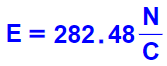 E = 282.48 N/C